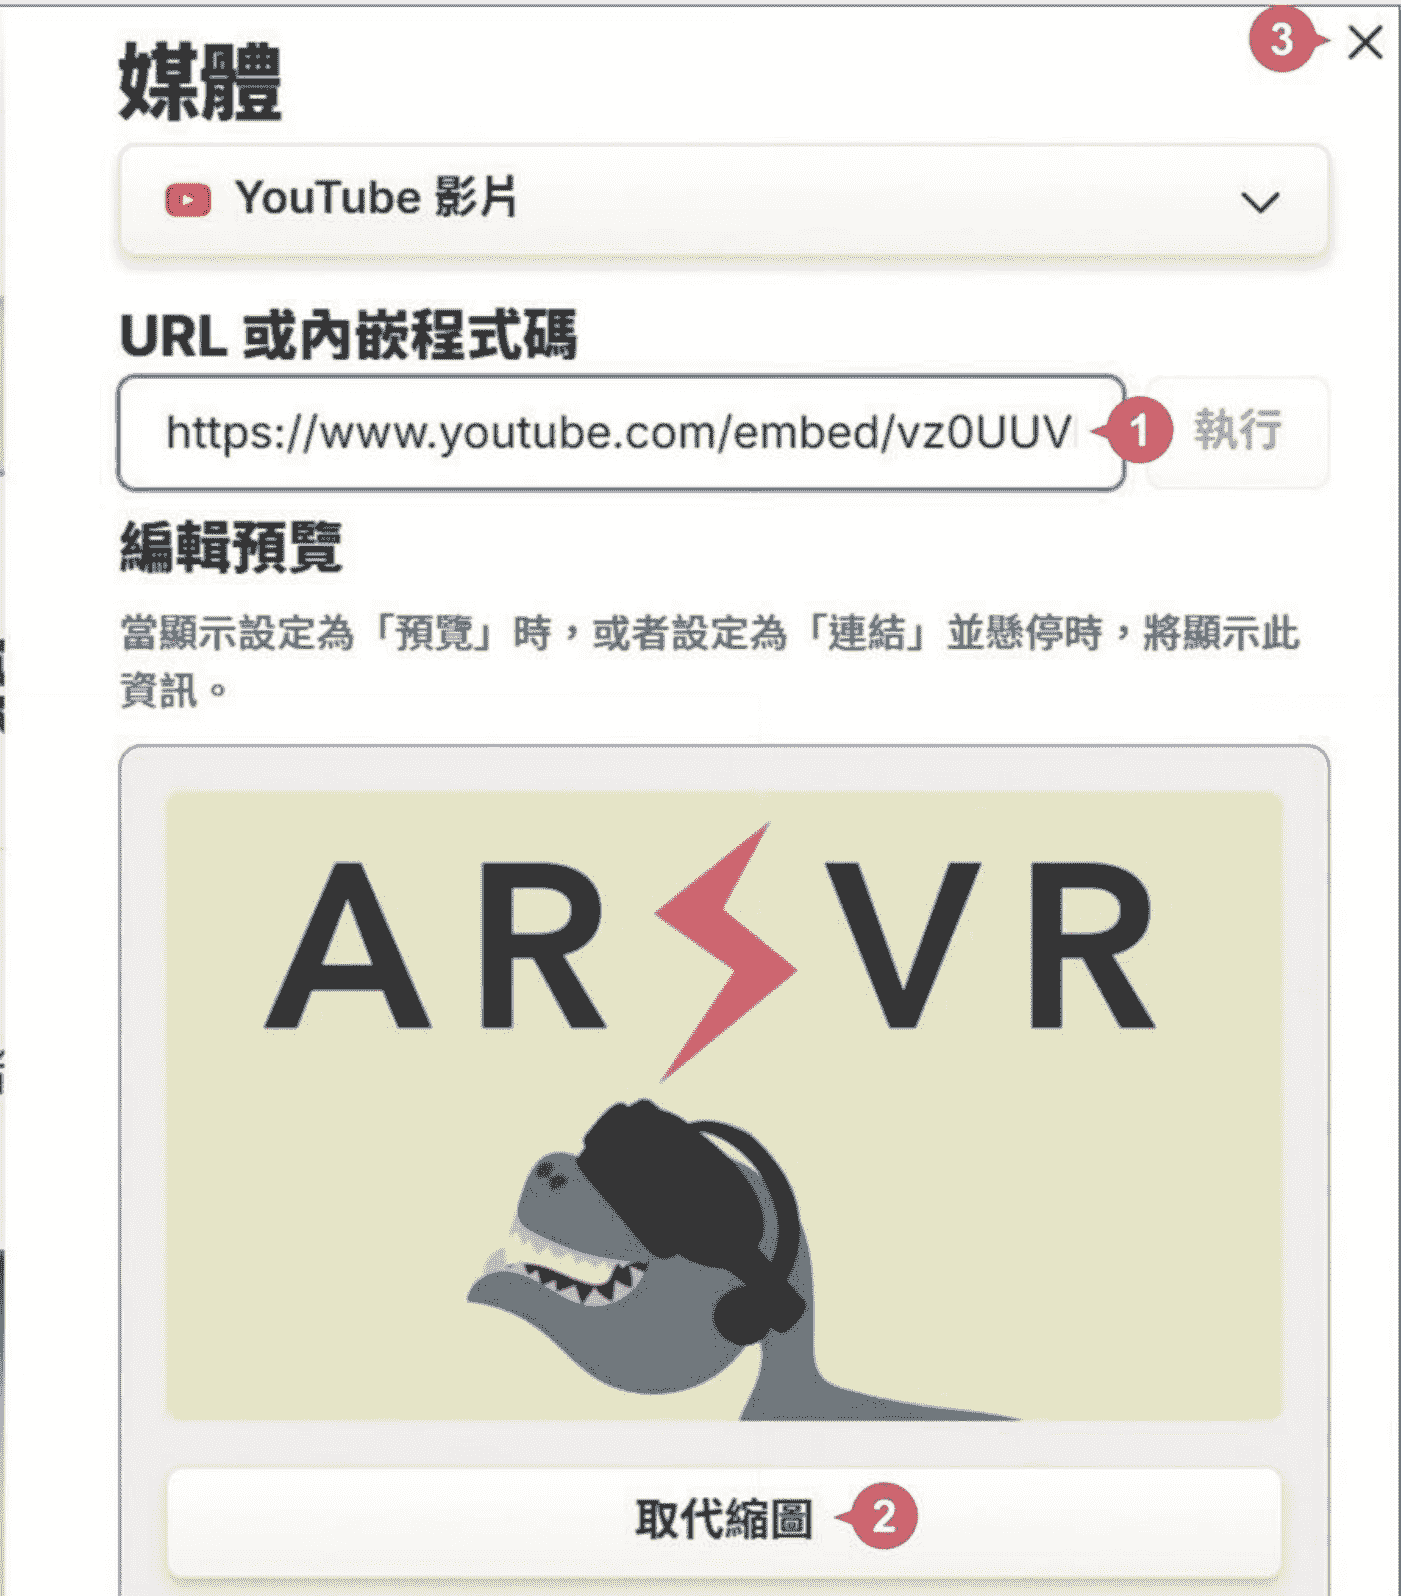 3
媒體
YouTube 影片
URL 或內嵌程式碼
https://www.youtube.com/embed/vz0UUV
1
執行
編輯預覽
當顯示設定為「預覽」時，或者設定為「連結」並懸停時，將顯示此
資訊。
AR VR
取代縮圖
2